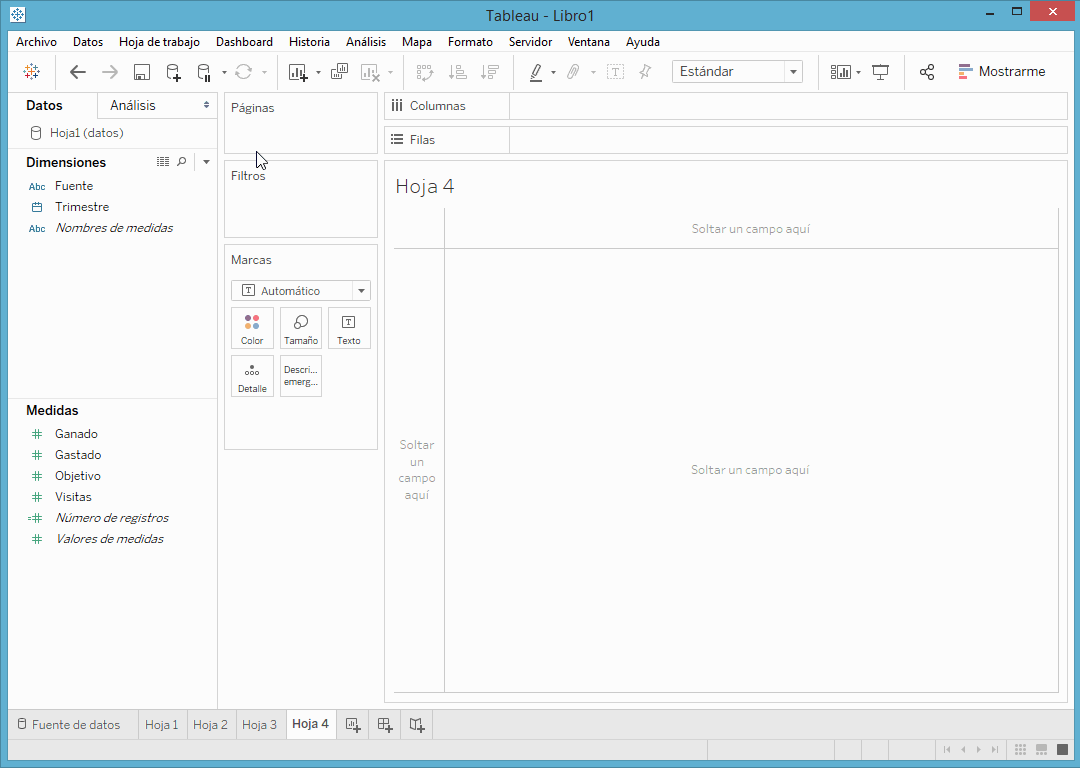 Tableau - Libro1
Archivo Datos Hoja de trabajo Dashboard Historia Análisis Mapa Formato Servidor Ventana Ayuda
Estándar
Mostrarme
Datos Análisis
Hoja1 (datos)
Dimensiones
Abc Fuente
Trimestre
Abc Nombres de medidas
Medidas
Ganado
Gastado
Objetivo
Visitas
Número de registros
Valores de medidas
Páginas
Filtros
Marcas
T Automático
Color Tamaño Texto
Detalle
Descri...
emerg...
Columnas
Filas
Hoja 4
Soltar un campo aquí
Soltar
un
campo
aquí
Soltar un campo aquí
Fuente de datos Hoja 1 Hoja 2 Hoja 3 Hoja 4